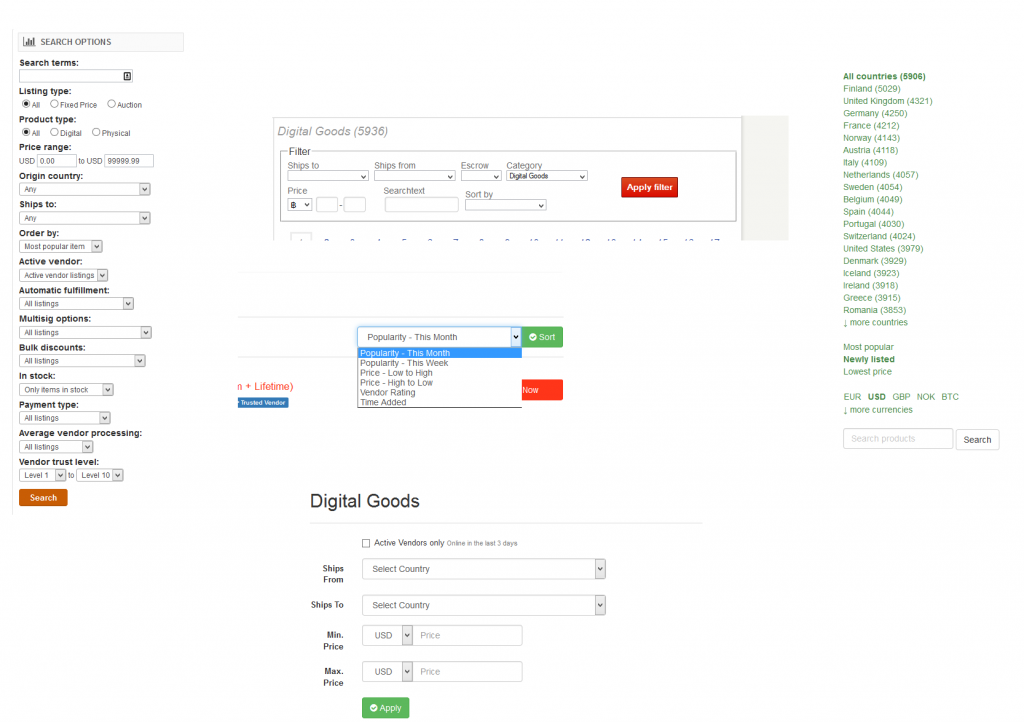 SEARCH OPTIONS
Search terms:
Listing type:
All Fixed Price Auction
Product type:
All Digital Physical
Price range:
USD 0.00 to USD 99999.99
Origin country:
Any
Ships to:
Any
Order by:
Most popular item
Active vendor:
Active vendor listings
Automatic fulfillment:
All listings
Multisig options:
All listings
Bulk discounts:
All listings
In stock:
Only items in stock
Payment type:
All listings
Average vendor processing:
All listings
Vendor trust level:
Level 1 to Level 10
Search
Digital Goods (5936)
Filter
Ships to Ships from Escrow Category
Digital Goods
Price Searchtext Sort by
฿ -
Apply filter
Popularity - This Month Sort
Popularity - This Month
Popularity - This Week
Price - Low to High
Price - High to Low
Vendor Rating
Time Added
+ Lifetime)
Trusted Vendor
Now
Digital Goods
Active Vendors only Online in the last 3 days
Ships From
Select Country
Ships To
Select Country
Min. Price
USD Price
Max. Price
USD Price
Apply
All countries (5906)
Finland (5029)
United Kingdom (4321)
Germany (4250)
France (4212)
Norway (4143)
Austria (4118)
Italy (4109)
Netherlands (4057)
Sweden (4054)
Belgium (4049)
Spain (4044)
Portugal (4030)
Switzerland (4024)
United States (3979)
Denmark (3929)
Iceland (3923)
Ireland (3918)
Greece (3915)
Romania (3853)
↓ more countries
Most popular
Newly listed
Lowest price
EUR USD GBP NOK BTC
↓ more currencies
Search products Search